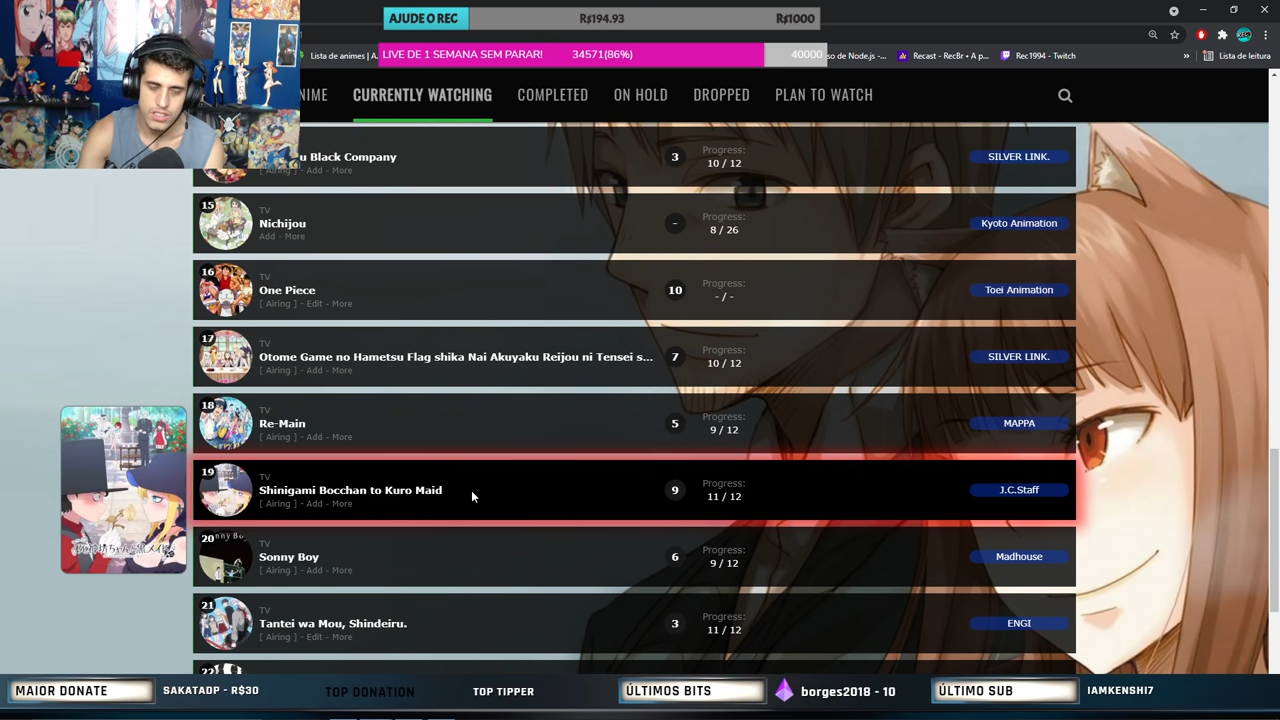 AJUDE O REC R$194.93 R$1000
LIVE DE 1 SEMANA SEM PARAR! 34571(86%) 40000
Lista de animes | A...
so de Node.js -...
Recast - Rec8r • A p...
Rec1994 - Twitch
»
Lista de leitura
NIME CURRENTLY WATCHING COMPLETED ON HOLD DROPPED PLAN TO WATCH
u Black Company
[ Airing ] - Add - More
3
Progress:
10 / 12
SILVER LINK.
15
TV
Nichijou
Add - More
-
Progress:
8 / 26
Kyoto Animation
16
TV
One Piece
[ Airing ] - Edit - More
10
Progress:
- / -
Toei Animation
17
TV
Otome Game no Hametsu Flag shika Nai Akuyaku Reijou ni Tensei s...
[ Airing ] - Add - More
7
Progress:
10 / 12
SILVER LINK.
18
TV
Re-Main
[ Airing ] - Add - More
5
Progress:
9 / 12
MAPPA
19
TV
Shinigami Bocchan to Kuro Maid
[ Airing ] - Add - More
9
Progress:
11 / 12
J.C.Staff
20
TV
Sonny Boy
[ Airing ] - Add - More
6
Progress:
9 / 12
Madhouse
21
TV
Tantei wa Mou, Shindeiru.
[ Airing ] - Edit - More
3
Progress:
11 / 12
ENGI
22
TV
MAIOR DONATE SAKATADP - R$30 TOP DONATION TOP TIPPER ÚLTIMOS BITS borges2018 - 10 ÚLTIMO SUB IAMKENSHI7